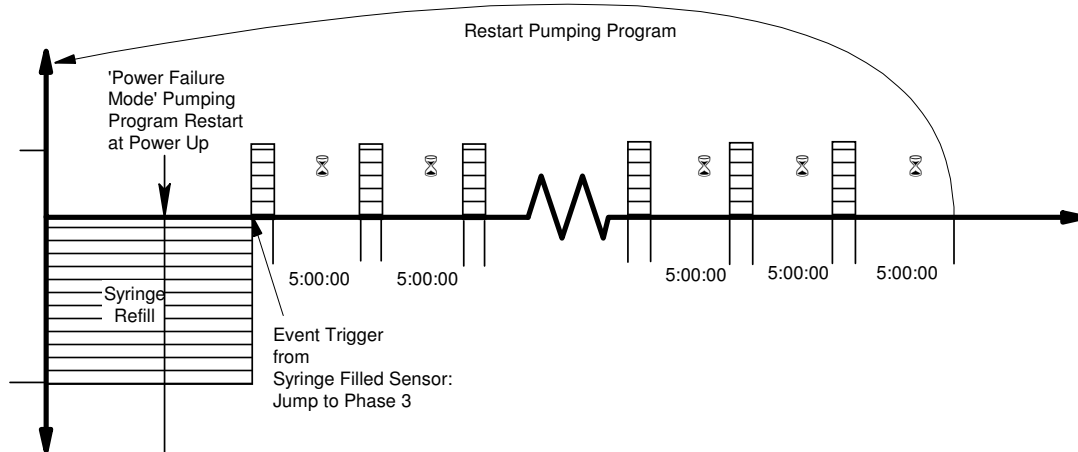 Restart Pumping Program
'Power Failure
Mode' Pumping
Program Restart
at Power Up
5:00:00
5:00:00
5:00:00
5:00:00
5:00:00
Syringe
Refill
Event Trigger
from
Syringe Filled Sensor:
Jump to Phase 3